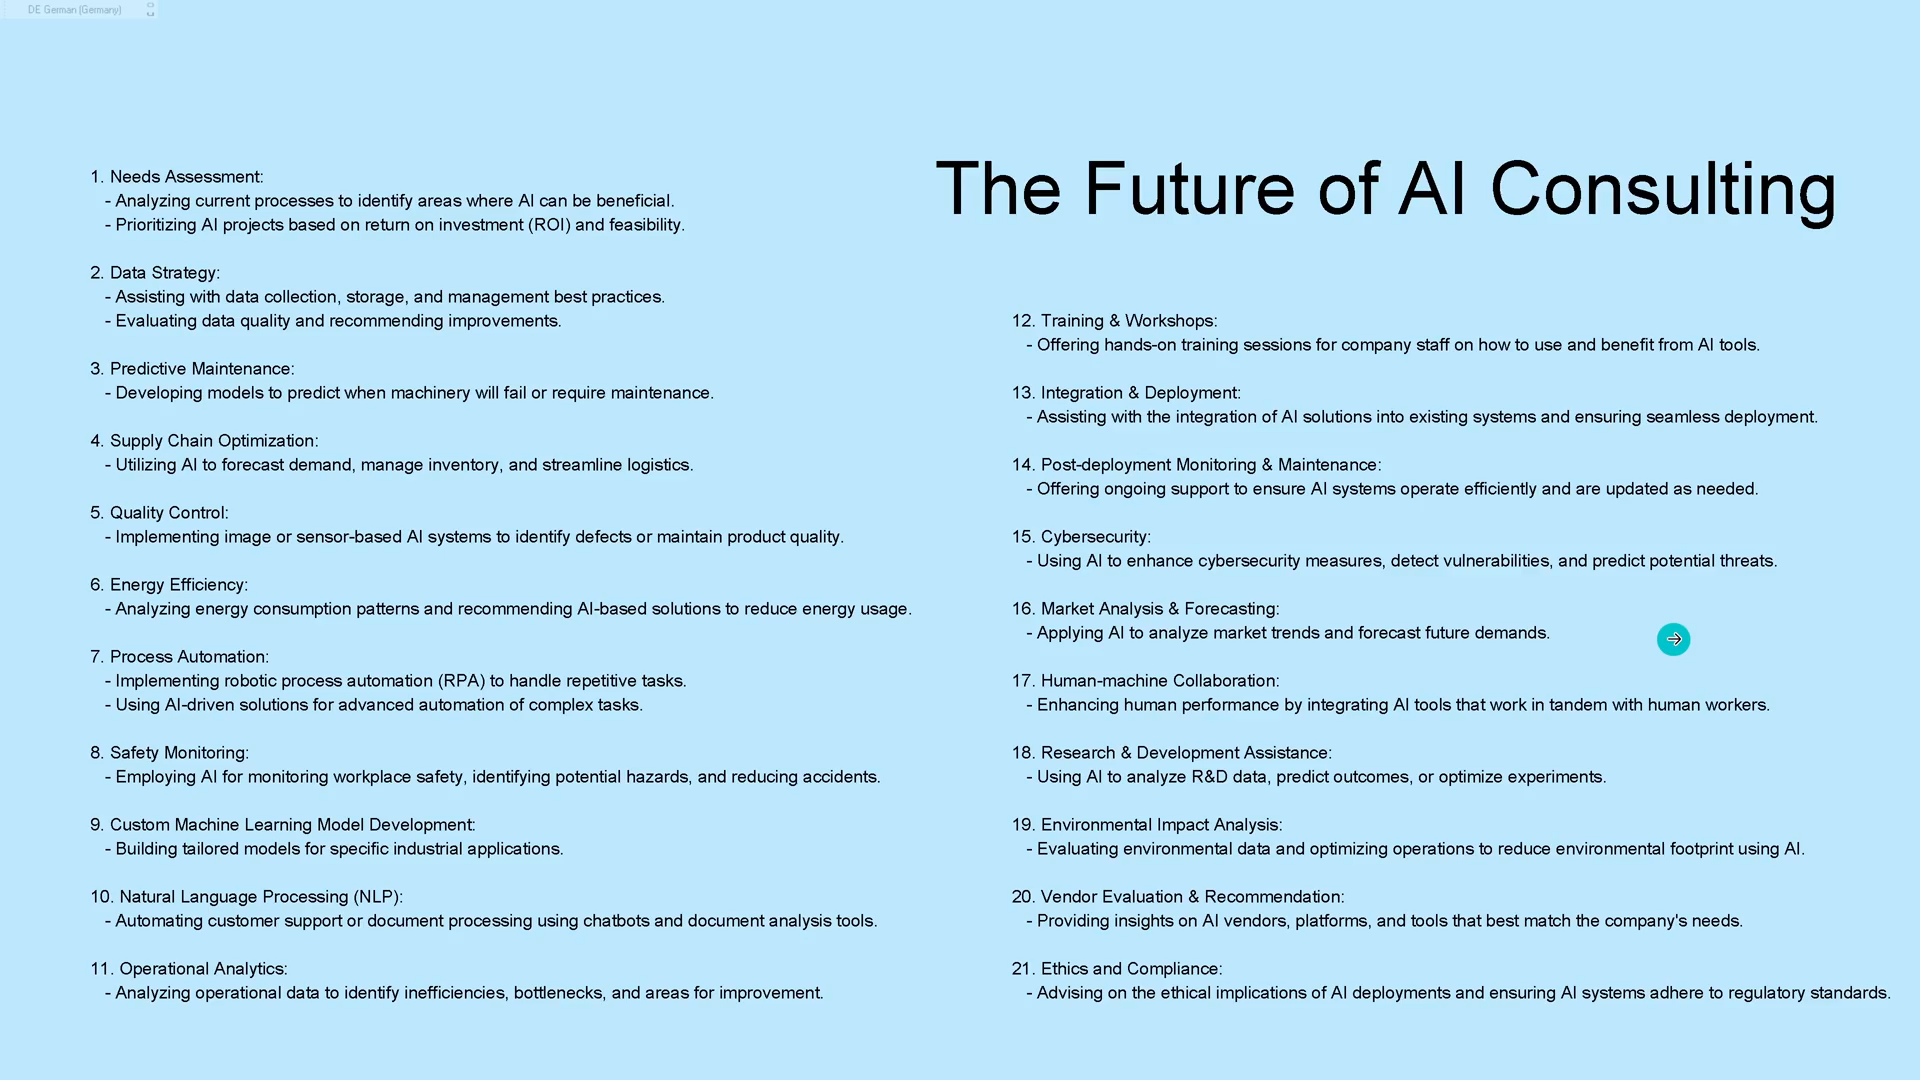 DE German (Germany)
The Future of AI Consulting
1. Needs Assessment:
- Analyzing current processes to identify areas where AI can be beneficial.
- Prioritizing AI projects based on return on investment (ROI) and feasibility.
2. Data Strategy:
- Assisting with data collection, storage, and management best practices.
- Evaluating data quality and recommending improvements.
3. Predictive Maintenance:
- Developing models to predict when machinery will fail or require maintenance.
4. Supply Chain Optimization:
- Utilizing AI to forecast demand, manage inventory, and streamline logistics.
5. Quality Control:
- Implementing image or sensor-based AI systems to identify defects or maintain product quality.
6. Energy Efficiency:
- Analyzing energy consumption patterns and recommending AI-based solutions to reduce energy usage.
7. Process Automation:
- Implementing robotic process automation (RPA) to handle repetitive tasks.
- Using AI-driven solutions for advanced automation of complex tasks.
8. Safety Monitoring:
- Employing AI for monitoring workplace safety, identifying potential hazards, and reducing accidents.
9. Custom Machine Learning Model Development:
- Building tailored models for specific industrial applications.
10. Natural Language Processing (NLP):
- Automating customer support or document processing using chatbots and document analysis tools.
11. Operational Analytics:
- Analyzing operational data to identify inefficiencies, bottlenecks, and areas for improvement.
12. Training & Workshops:
- Offering hands-on training sessions for company staff on how to use and benefit from AI tools.
13. Integration & Deployment:
- Assisting with the integration of AI solutions into existing systems and ensuring seamless deployment.
14. Post-deployment Monitoring & Maintenance:
- Offering ongoing support to ensure AI systems operate efficiently and are updated as needed.
15. Cybersecurity:
- Using AI to enhance cybersecurity measures, detect vulnerabilities, and predict potential threats.
16. Market Analysis & Forecasting:
- Applying AI to analyze market trends and forecast future demands.
17. Human-machine Collaboration:
- Enhancing human performance by integrating AI tools that work in tandem with human workers.
18. Research & Development Assistance:
- Using AI to analyze R&D data, predict outcomes, or optimize experiments.
19. Environmental Impact Analysis:
- Evaluating environmental data and optimizing operations to reduce environmental footprint using AI.
20. Vendor Evaluation & Recommendation:
- Providing insights on AI vendors, platforms, and tools that best match the company's needs.
21. Ethics and Compliance:
- Advising on the ethical implications of AI deployments and ensuring AI systems adhere to regulatory standards.